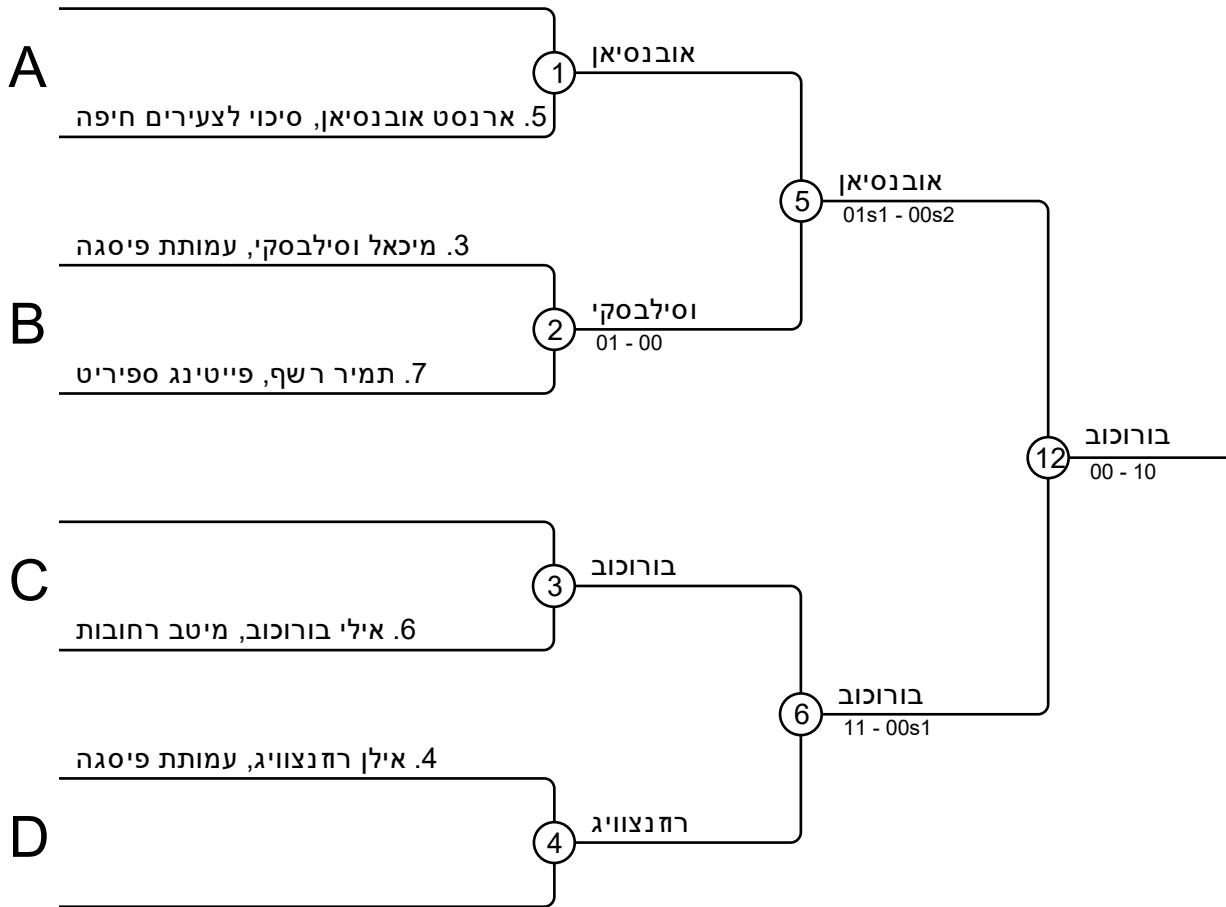 A
1
אובנסיאן
5. ארנסט אובנסיאן, סיכוי לצעירים חיפה
5
אובנסיאן
01s1 - 00s2
3. מיכאל וסילבסקי, עמותת פיסגה
B
2
וסילבסקי
01 - 00
7. תמיר רשף, פייטינג ספיריט
12
בורוכוב
00 - 10
C
3
בורוכוב
6. אילי בורוכוב, מיטב רחובות
6
בורוכוב
11 - 00s1
4. אילן רוזנצוויג, עמותת פיסגה
D
4
רוזנצוויג